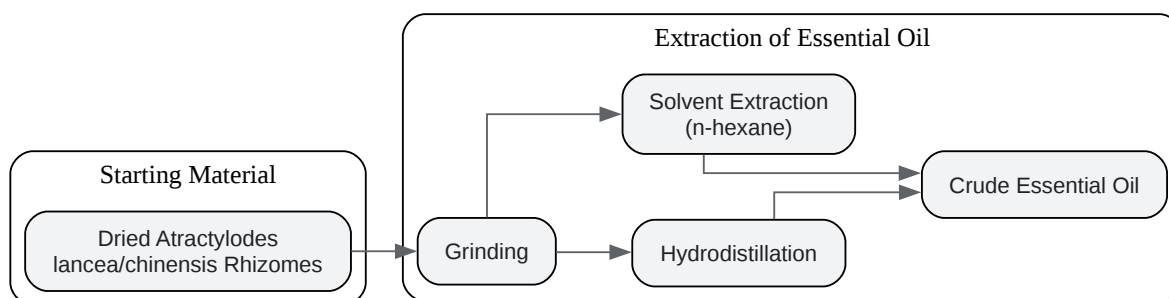 Extraction of Essential Oil
Solvent Extraction
(n-hexane)
Starting Material
Crude Essential Oil
Dried Atractylodes
lancea/chinensis Rhizomes
Grinding
Hydrodistillation